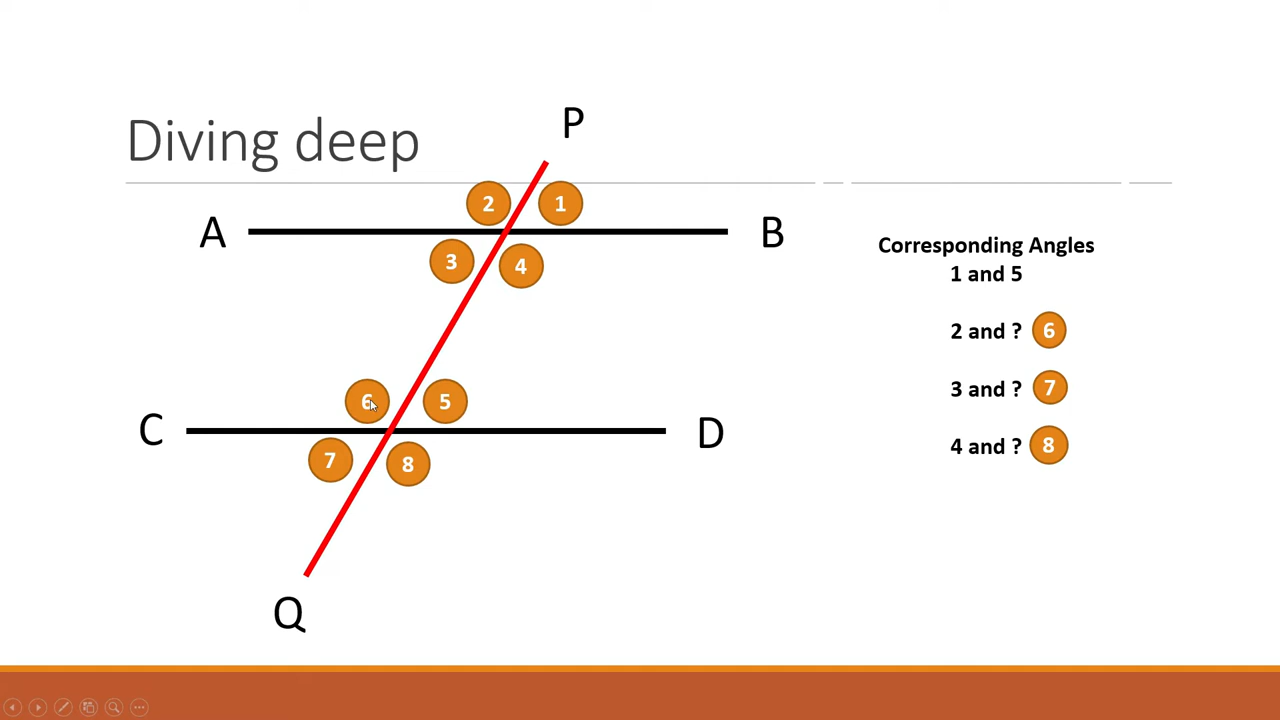 Diving deep
P
2 1
A B
3 4
6 5
C D
7 8
Q
Corresponding Angles
1 and 5
2 and ? 6
3 and ? 7
4 and ? 8